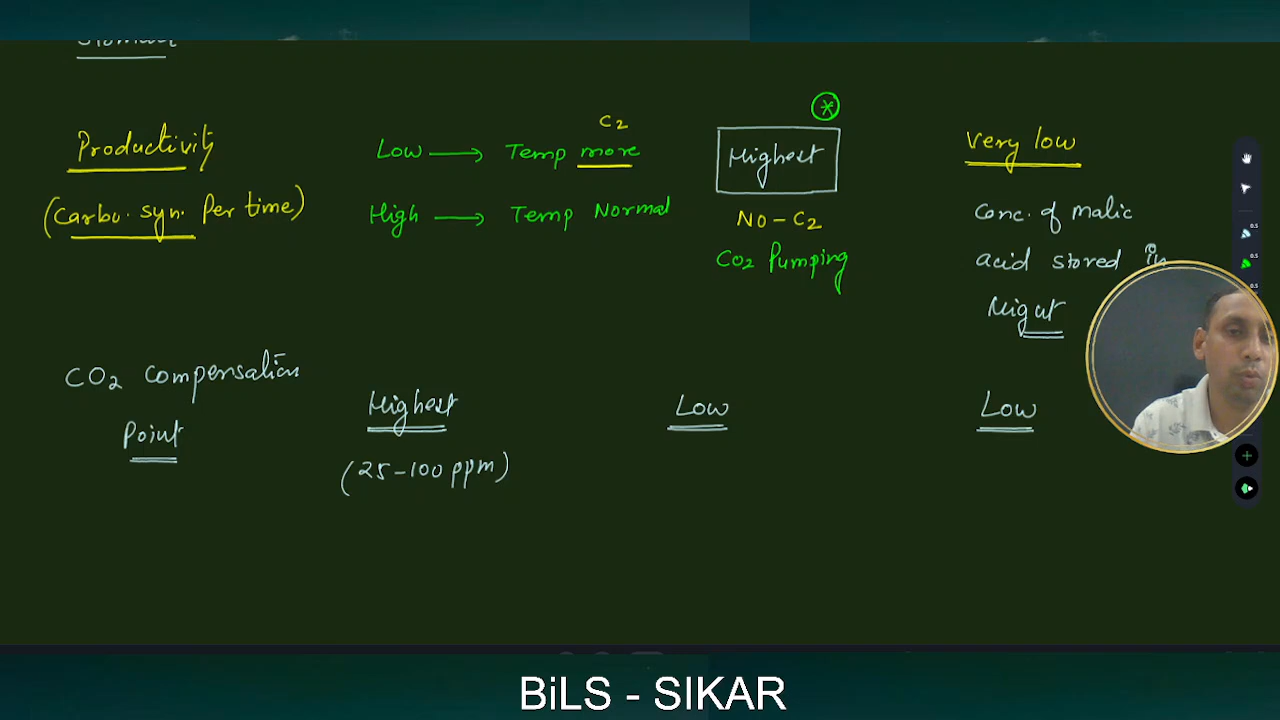 Stomata
Productivity
(Carbo. syn. Per time)
Low → Temp more
C2
High → Temp Normal
Highest
No - C2
CO2 Pumping
Very low
Conc. of malic
acid stored in
Night
CO2 compensation
Point
Highest
(25-100 ppm)
Low
Low
BiLS - SIKAR